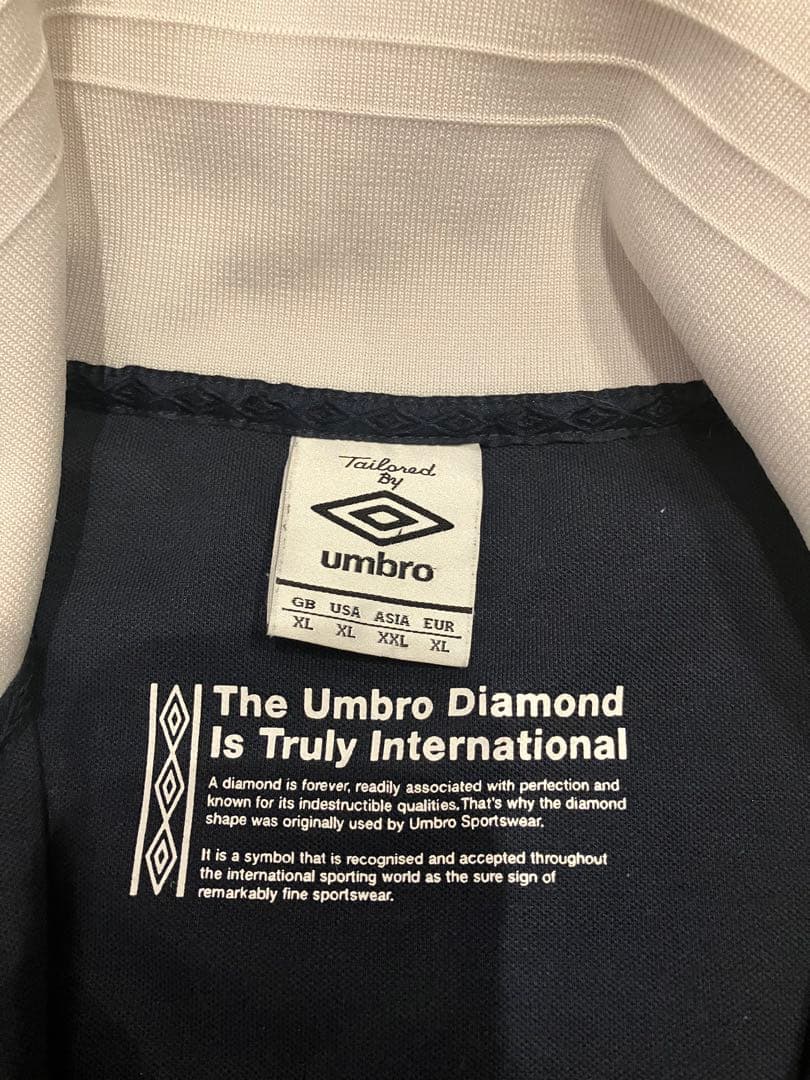 Tailored
By
umbro
GB USA ASIA EUR
XL XL XXL XL
The Umbro Diamond
Is Truly International
A diamond is forever, readily associated with perfection and
known for its indestructible qualities. That's why the diamond
shape was originally used by Umbro Sportswear.
It is a symbol that is recognised and accepted throughout
the international sporting world as the sure sign of
remarkably fine sportswear.